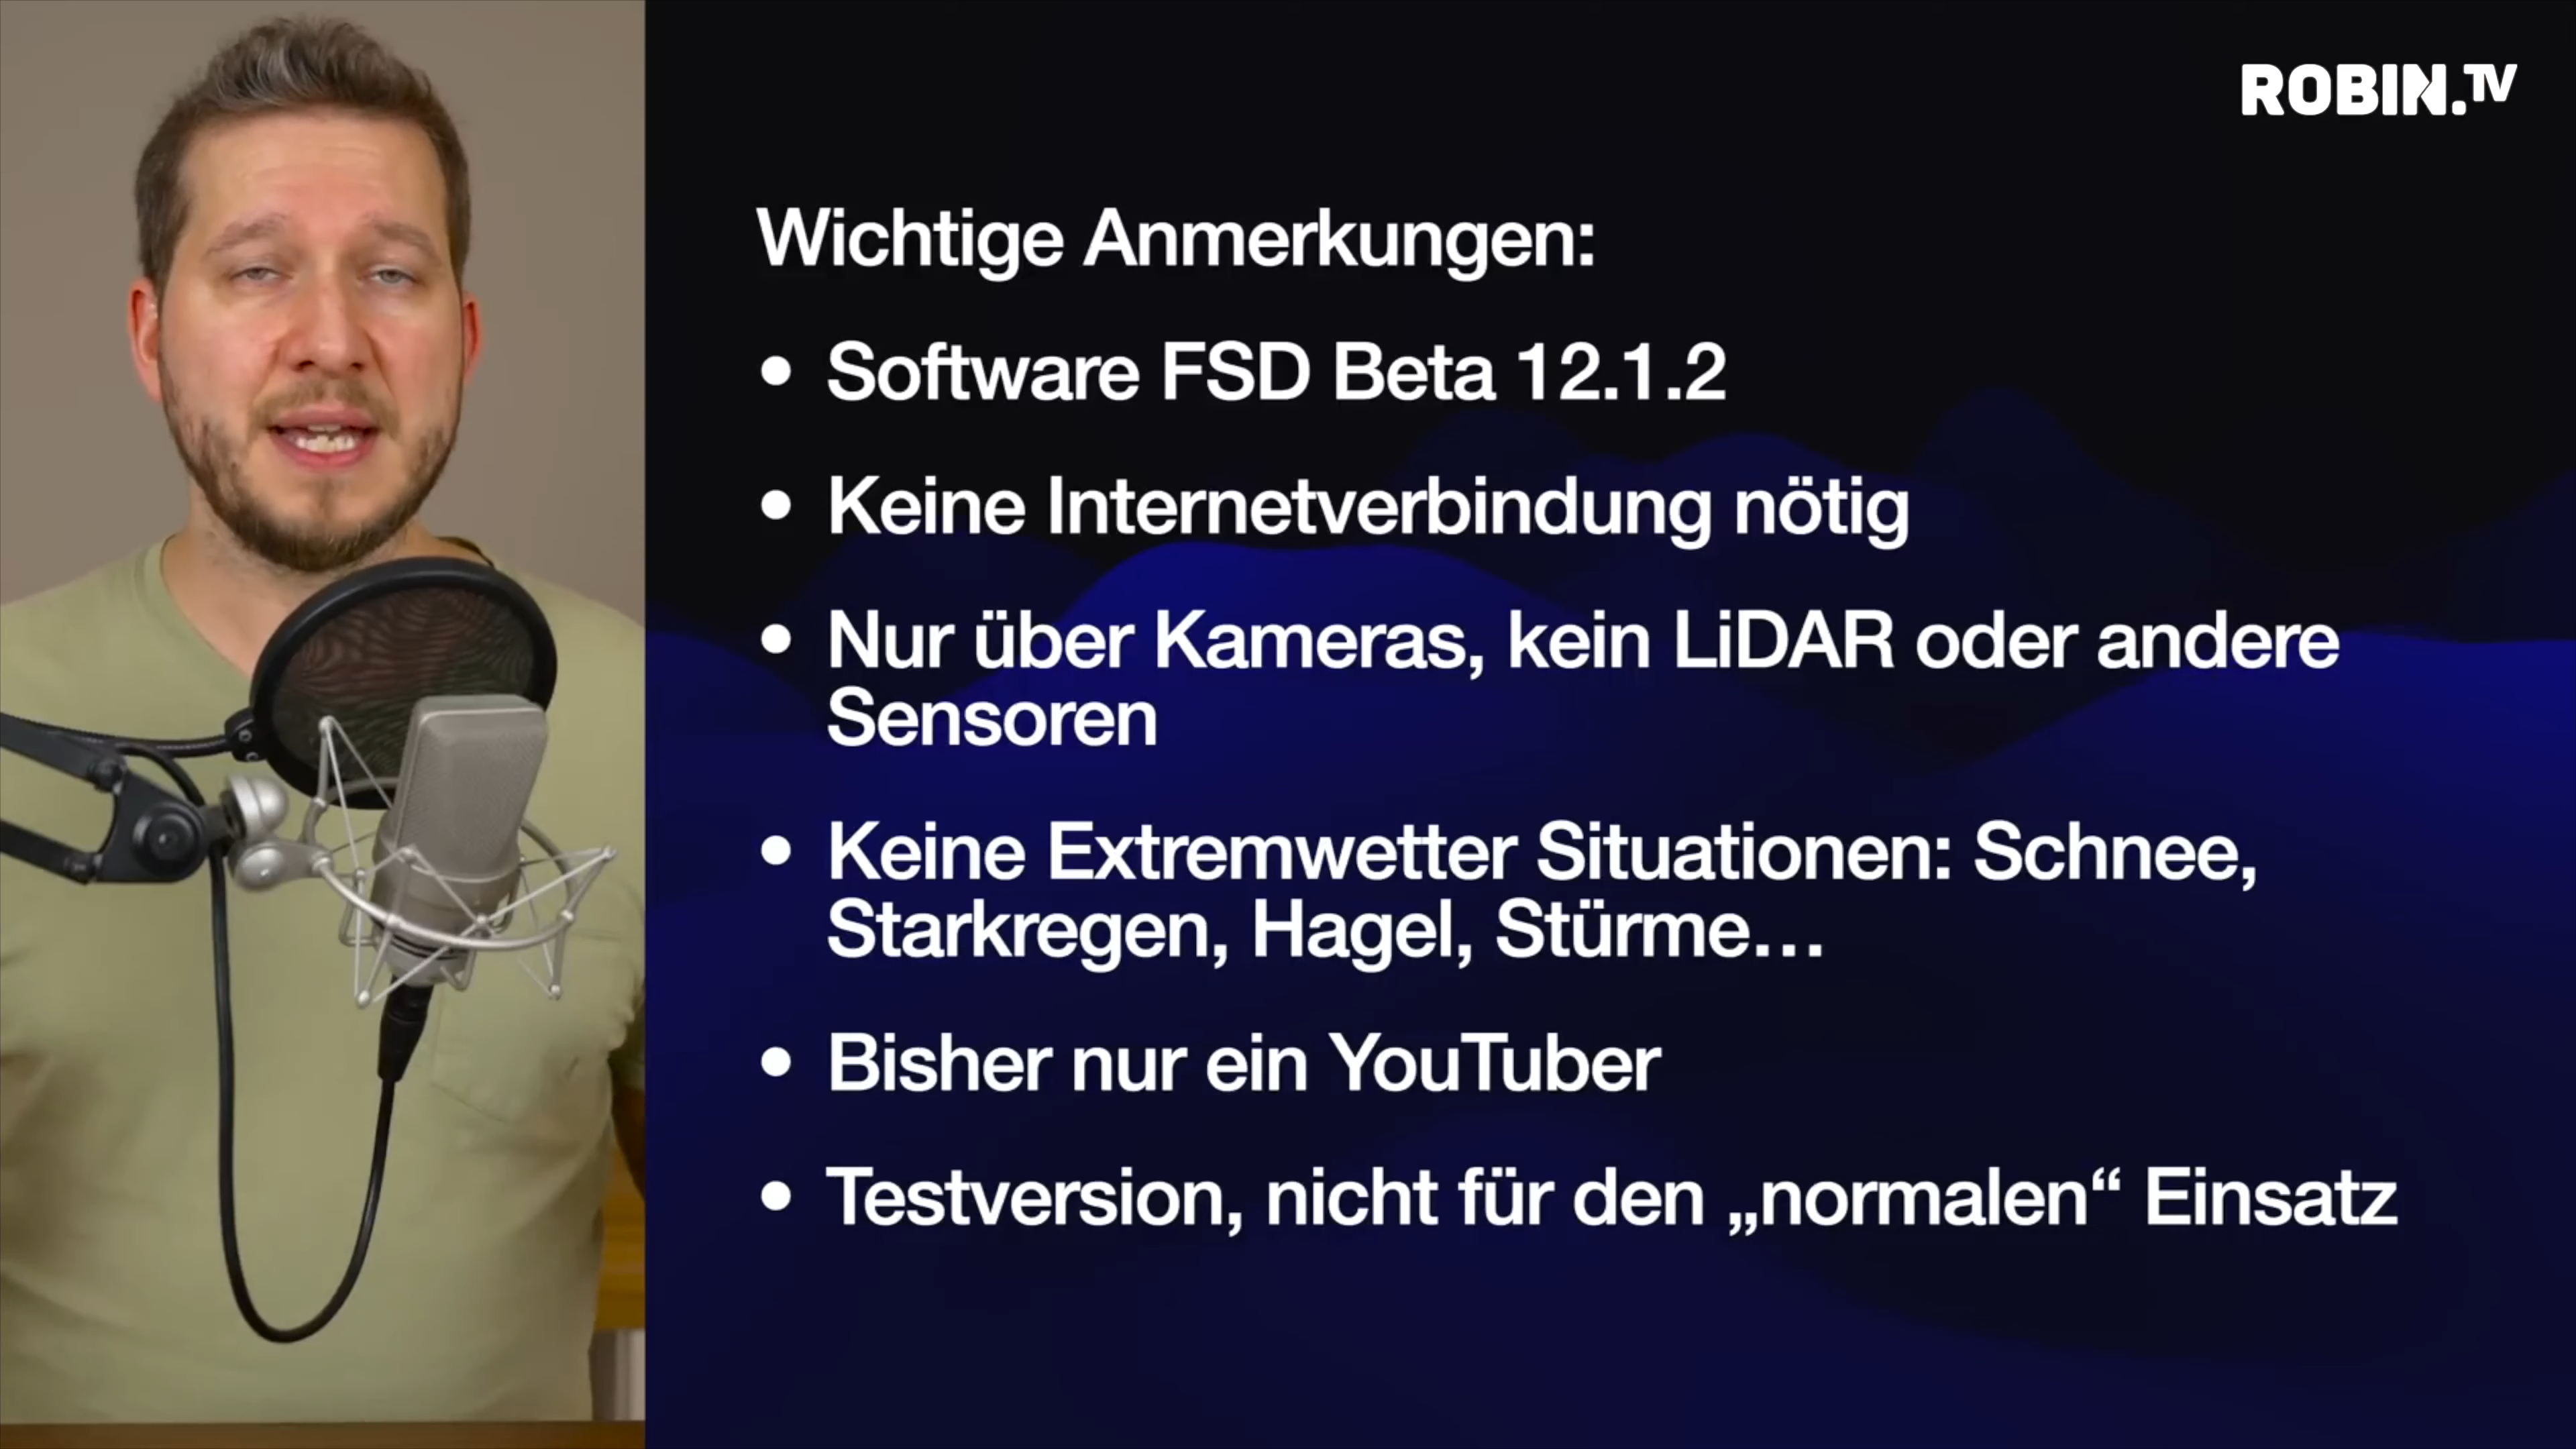 ROBIN.TV
Wichtige Anmerkungen:
• Software FSD Beta 12.1.2
• Keine Internetverbindung nötig
• Nur über Kameras, kein LiDAR oder andere
Sensoren
• Keine Extremwetter Situationen: Schnee,
Starkregen, Hagel, Stürme…
• Bisher nur ein YouTuber
• Testversion, nicht für den „normalen“ Einsatz